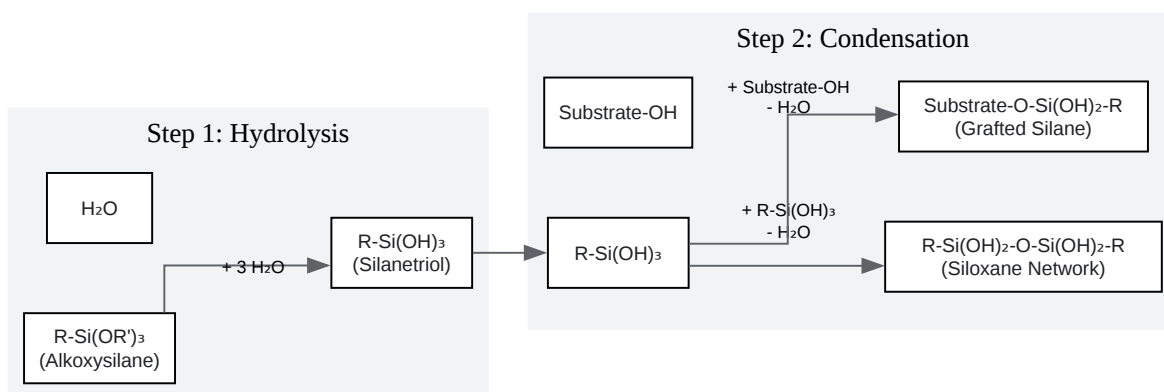 Step 1: Hydrolysis
H₂O
+ 3 H₂O
R-Si(OH)₃
(Silanetriol)
R-Si(OR')₃
(Alkoxysilane)
Step 2: Condensation
Substrate-OH
+ Substrate-OH
- H₂O
Substrate-O-Si(OH)₂-R
(Grafted Silane)
R-Si(OH)₃
+ R-Si(OH)₃
- H₂O
R-Si(OH)₂-O-Si(OH)₂-R
(Siloxane Network)